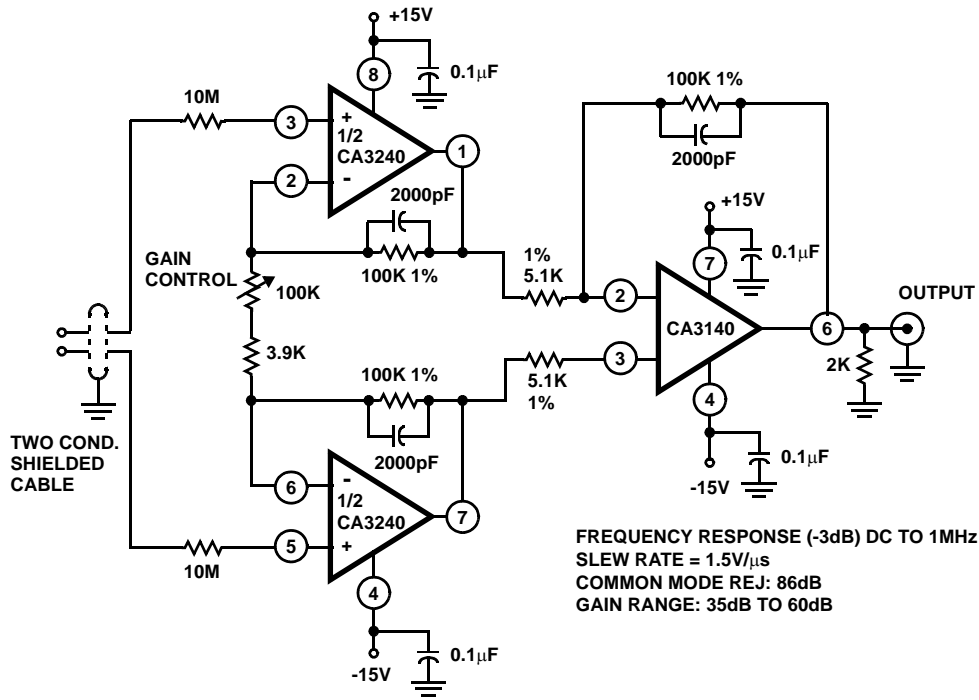 +15V
8
0.1μF
10M
3
+
1/2
CA3240
1
2
-
2000pF
100K 1%
GAIN
CONTROL
100K
3.9K
100K 1%
2000pF
TWO COND.
SHIELDED
CABLE
6
-
1/2
CA3240
7
5
+
10M
4
-15V
0.1μF
100K 1%
2000pF
+15V
7
0.1μF
1%
5.1K
2
CA3140
3
5.1K
1%
6
OUTPUT
2K
4
-15V
0.1μF
FREQUENCY RESPONSE (-3dB) DC TO 1MHz
SLEW RATE = 1.5V/μs
COMMON MODE REJ: 86dB
GAIN RANGE: 35dB TO 60dB